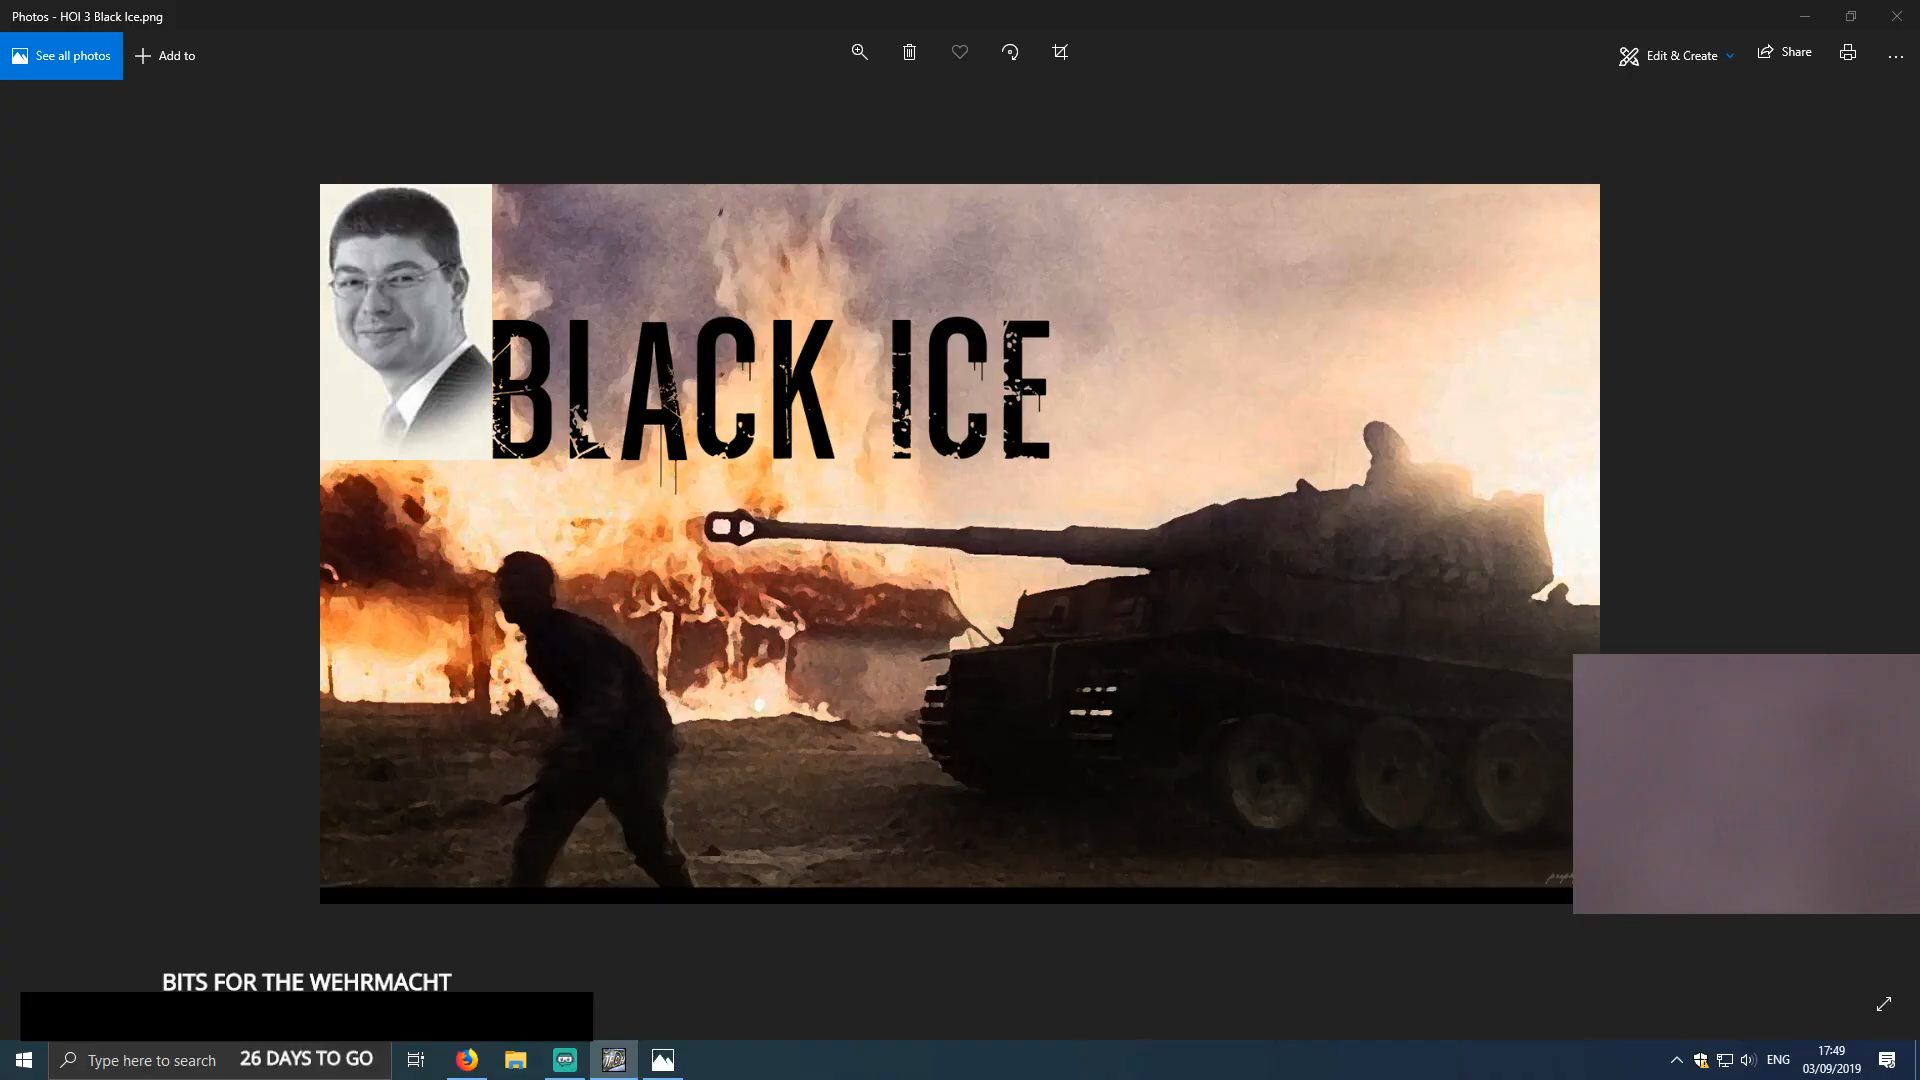 Photos - HOI 3 Black Ice.png
See all photos
Add to
Edit & Create
Share
BLACK ICE
BITS FOR THE WEHRMACHT
Type here to search
26 DAYS TO GO
ENG
17:49
03/09/2019